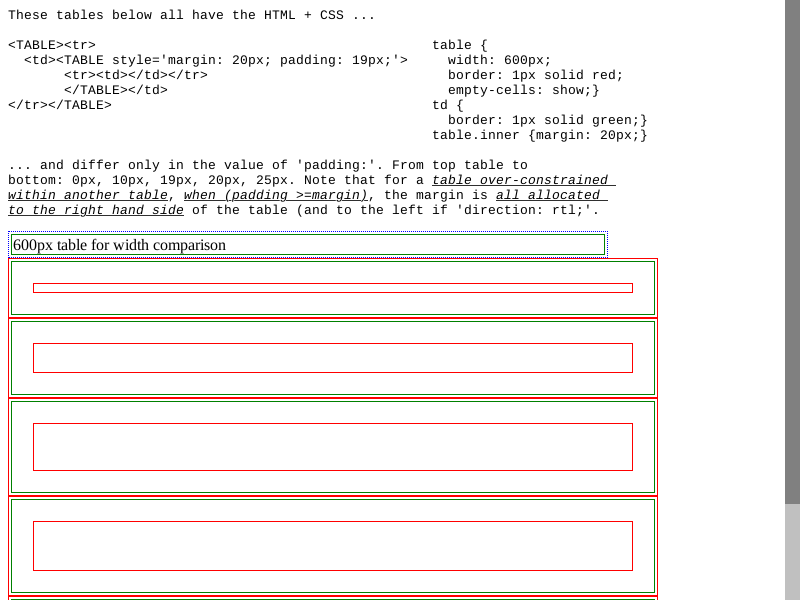 These tables below all have the HTML + CSS ...
<TABLE><tr> table {
<td><TABLE style='margin: 20px; padding: 19px;'> width: 600px;
<tr><td></td></tr> border: 1px solid red;
</TABLE></td> empty-cells: show;}
</tr></TABLE> td {
border: 1px solid green;}
table.inner {margin: 20px;}
... and differ only in the value of 'padding:'. From top table to
bottom: 0px, 10px, 19px, 20px, 25px. Note that for a table over-constrained
within another table, when (padding >=margin), the margin is all allocated
to the right hand side of the table (and to the left if 'direction: rtl;'.
600px table for width comparison